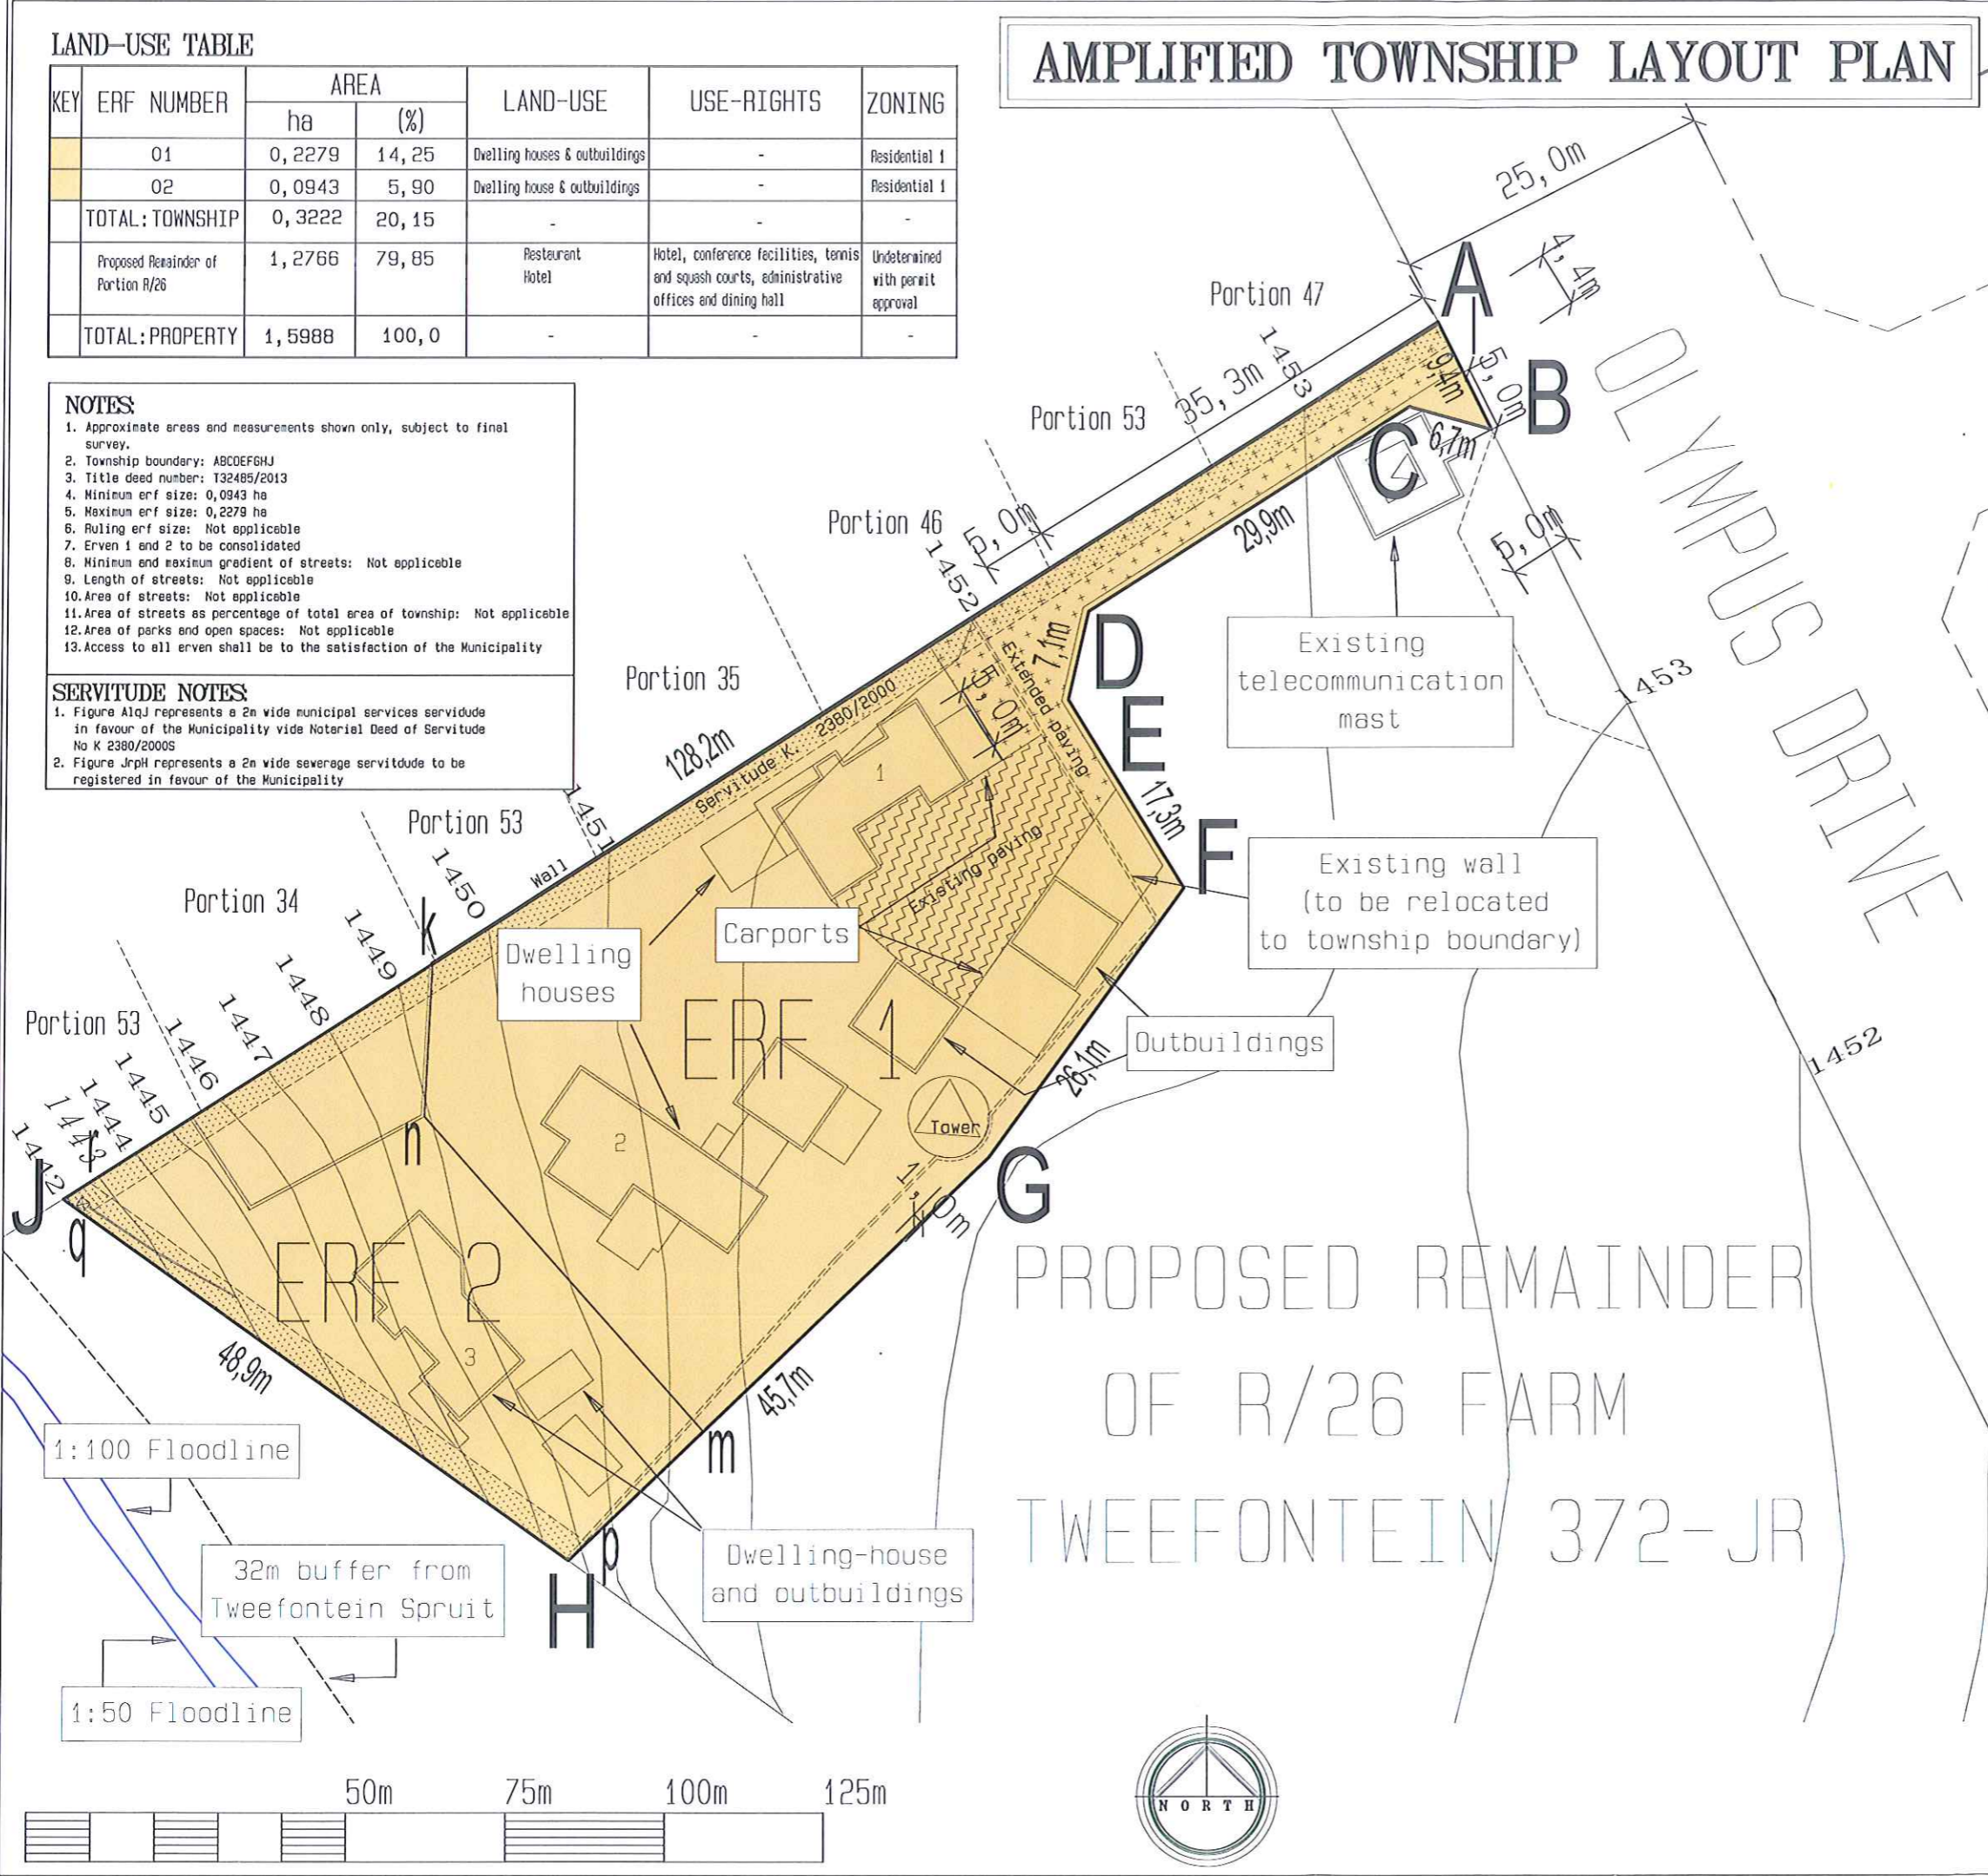 AMPLIFIED TOWNSHIP LAYOUT PLAN
LAND-USE TABLE
KEY ERF NUMBER AREA LAND-USE USE-RIGHTS ZONING
ha (%)
01 0,2279 14,25 Dwelling houses & outbuildings - Residential 1
02 0,0943 5,90 Dwelling house & outbuildings - Residential 1
TOTAL: TOWNSHIP 0,3222 20,15 - - -
Proposed Remainder of 1,2766 79,85 Restaurant Hotel, conference facilities, tennis Undetermined
Portion R/26 Hotel and squash courts, administrative with permit
offices and dining hall approval
TOTAL: PROPERTY 1,5988 100,0 - - -
NOTES:
1. Approximate areas and measurements shown only, subject to final
survey.
2. Township boundary: ABCDEFGHJ
3. Title deed number: T32485/2013
4. Minimum erf size: 0,0943 ha
5. Maximum erf size: 0,2279 ha
6. Ruling erf size: Not applicable
7. Erven 1 and 2 to be consolidated
8. Minimum and maximum gradient of streets: Not applicable
9. Length of streets: Not applicable
10. Area of streets: Not applicable
11. Area of streets as percentage of total area of township: Not applicable
12. Area of parks and open spaces: Not applicable
13. Access to all erven shall be to the satisfaction of the Municipality
SERVITUDE NOTES:
1. Figure AlqJ represents a 2m wide municipal services servidude
in favour of the Municipality vide Notarial Deed of Servitude
No K 2380/2000S
2. Figure JrpH represents a 2m wide sewerage servitdude to be
registered in favour of the Municipality
25,0m
4,4m
A
Portion 47
1453
9,4m
5,0m
B
OLYMPUS DRIVE
35,3m
Portion 53
C
6,7m
Portion 46
1452
5,0m
29,9m
5,0m
D
7,1m
Existing
telecommunication
mast
1453
Portion 35
128,2m
Servitude K. 2380/2000
5,0m
Extended paving
E
17,3m
1
F
Existing paving
Existing wall
(to be relocated
to township boundary)
Portion 53
1451
Wall
1450
k
Portion 34
1449
Carports
Dwelling
houses
ERF 1
Outbuildings
26,1m
1452
1448
1447
Portion 53
1446
1445
1444
1443
1442
r
J
q
n
2
Tower
1,0m
G
ERF 2
3
48,9m
45,7m
m
p
H
PROPOSED REMAINDER
OF R/26 FARM
TWEEFONTEIN 372-JR
1:100 Floodline
32m buffer from
Tweefontein Spruit
Dwelling-house
and outbuildings
1:50 Floodline
50m 75m 100m 125m
NORTH